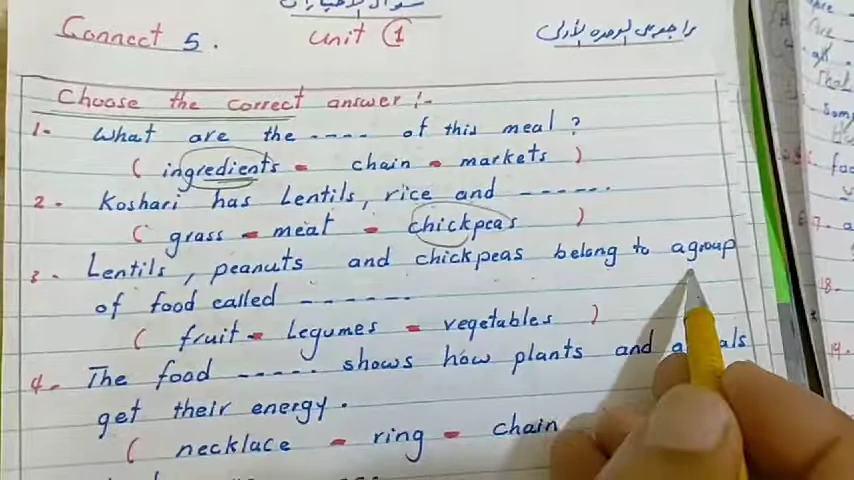 Connect 5.
Unit 1
Choose the correct answer:-
1- What are the ---- of this meal?
( ingredients - chain - markets )
2. Koshari has Lentils, rice and ------.
( grass - meat - chickpeas )
3- Lentils, peanuts and chickpeas belong to a group
of food called ------.
( fruit - Legumes - vegetables )
4- The food ----- shows how plants and
get their energy.
( necklace - ring - chain